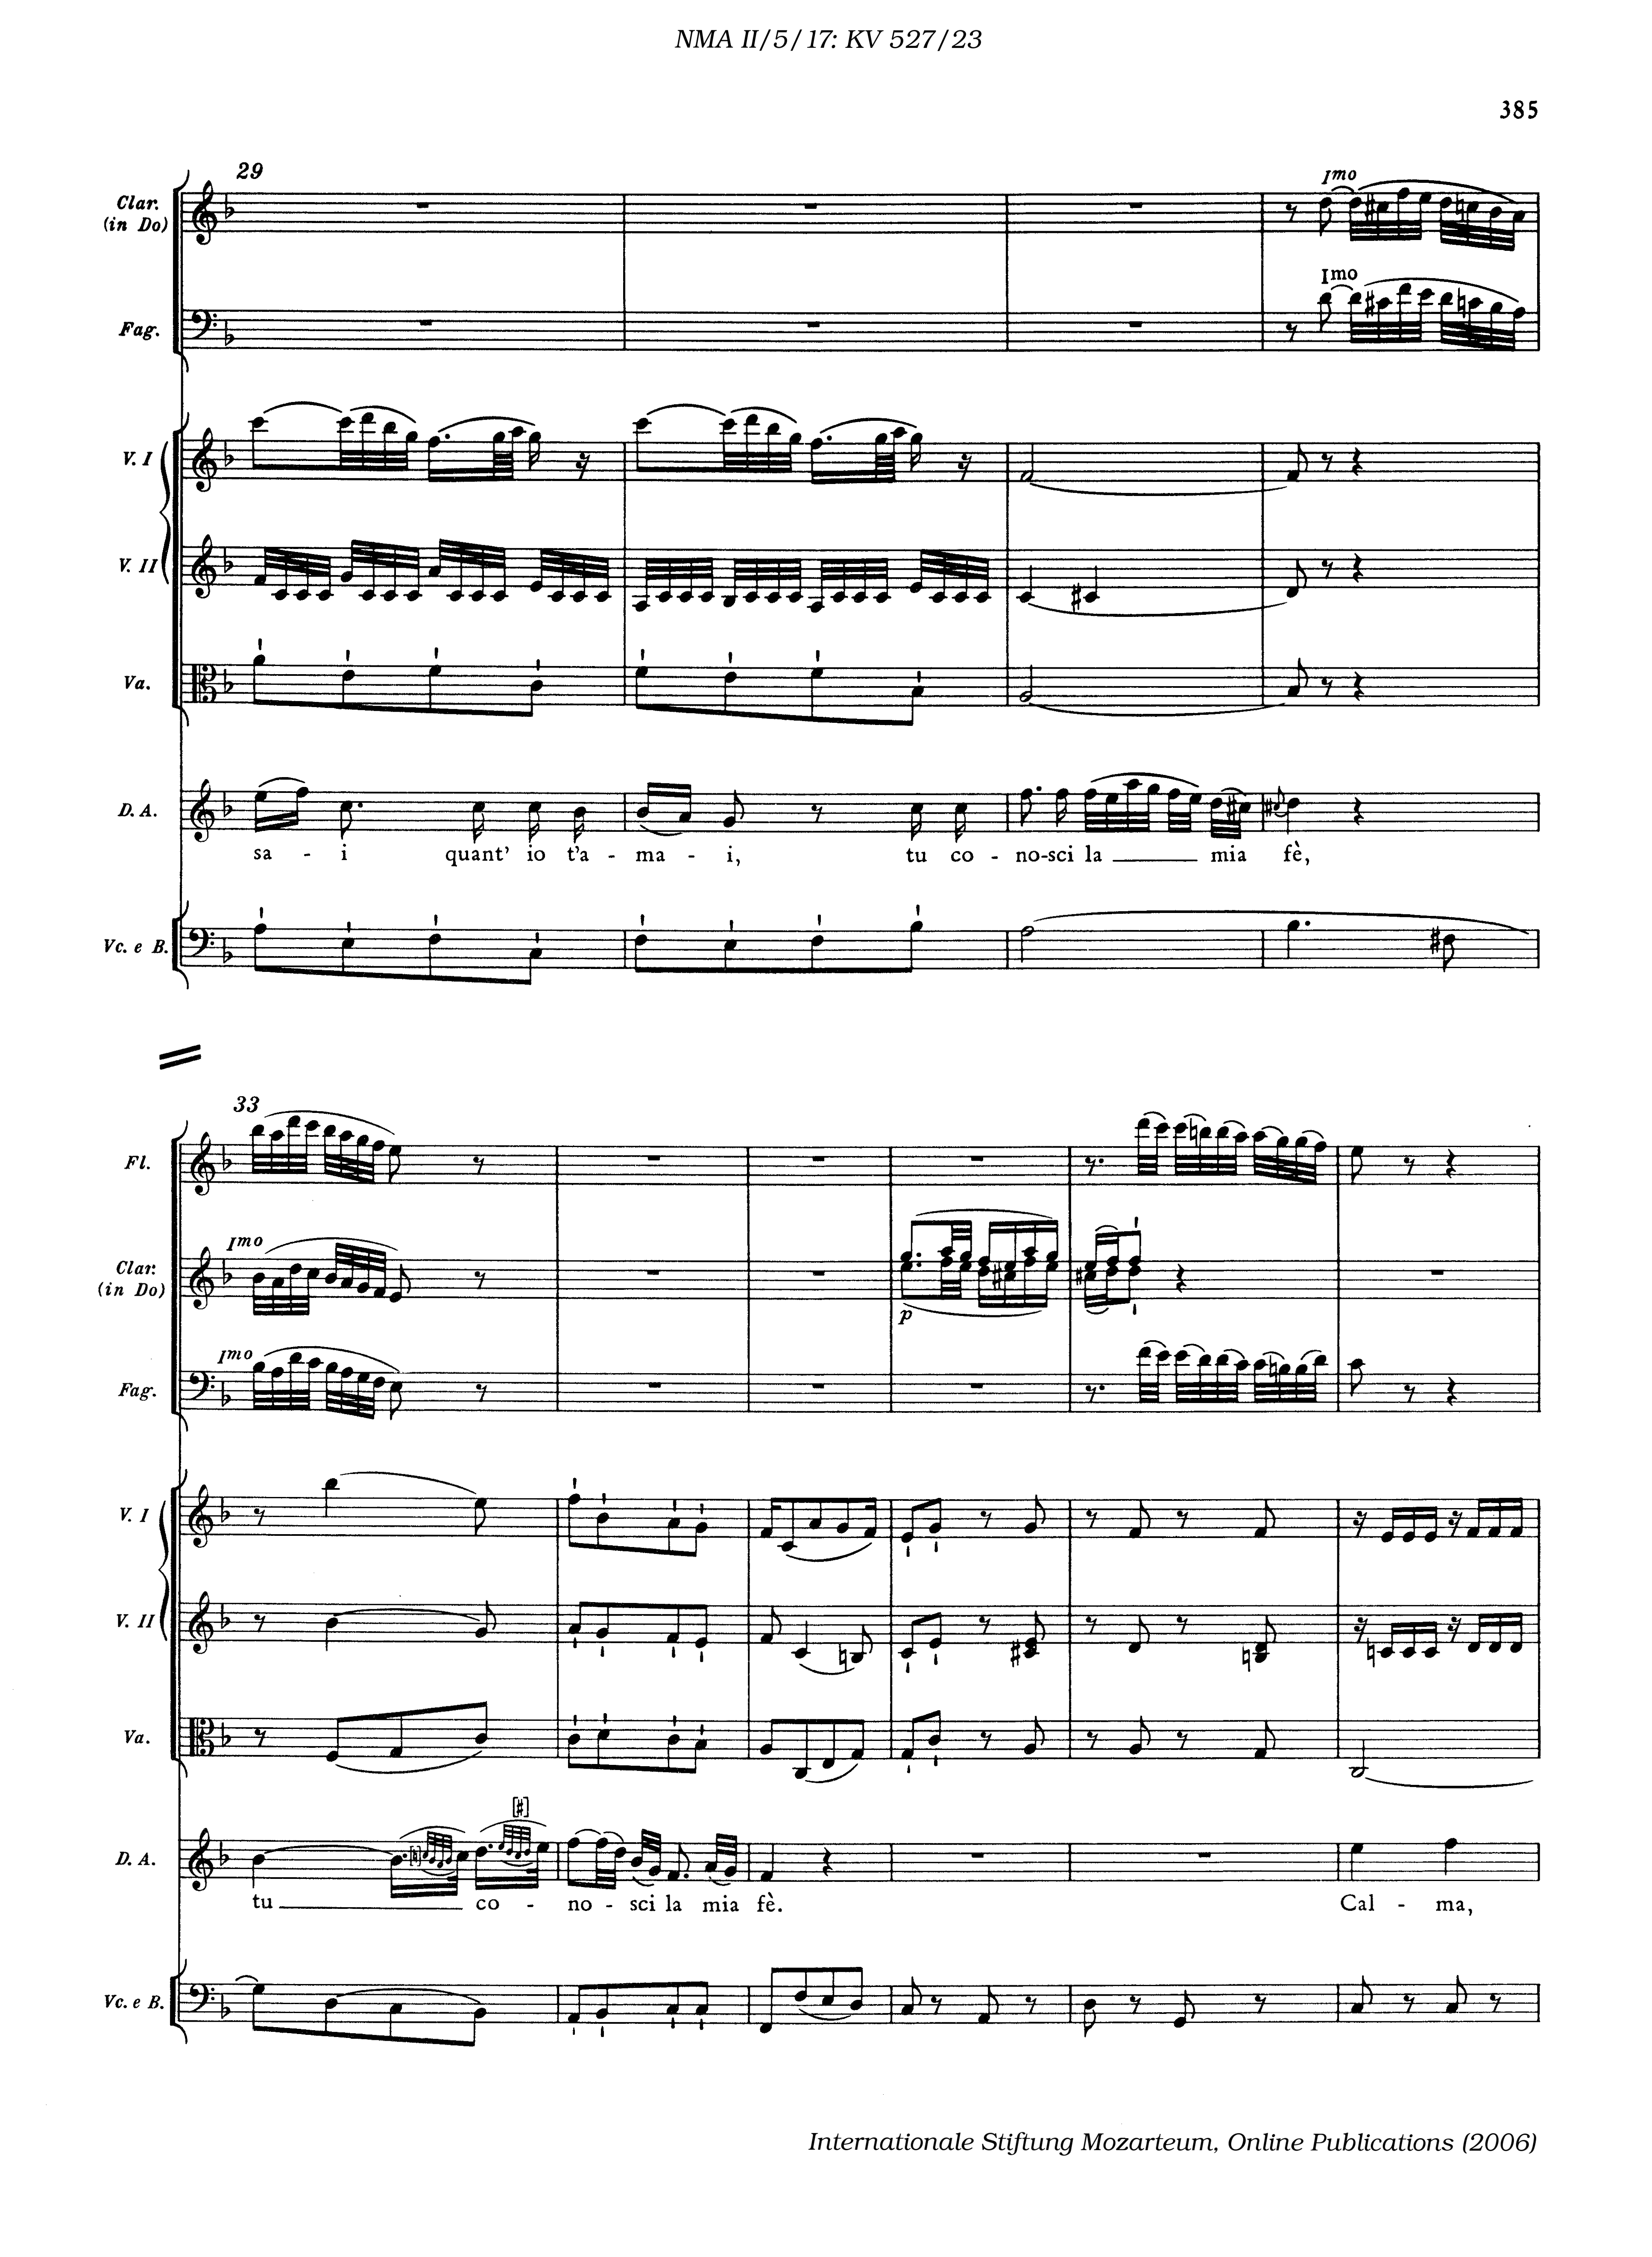 NMA II/5/17: KV 527/23
385
29
Imo
Clar.
(in Do)
Imo
Fag.
V. I
V. II
Va.
D. A.
sa - i quant' io t'a - ma - i, tu co - no-sci la mia fè,
Vc. e B.
33
Fl.
Imo
Clar.
(in Do)
p
Imo
Fag.
V. I
V. II
Va.
D. A.
tu co - no - sci la mia fè. Cal - ma,
Vc. e B.
Internationale Stiftung Mozarteum, Online Publications (2006)